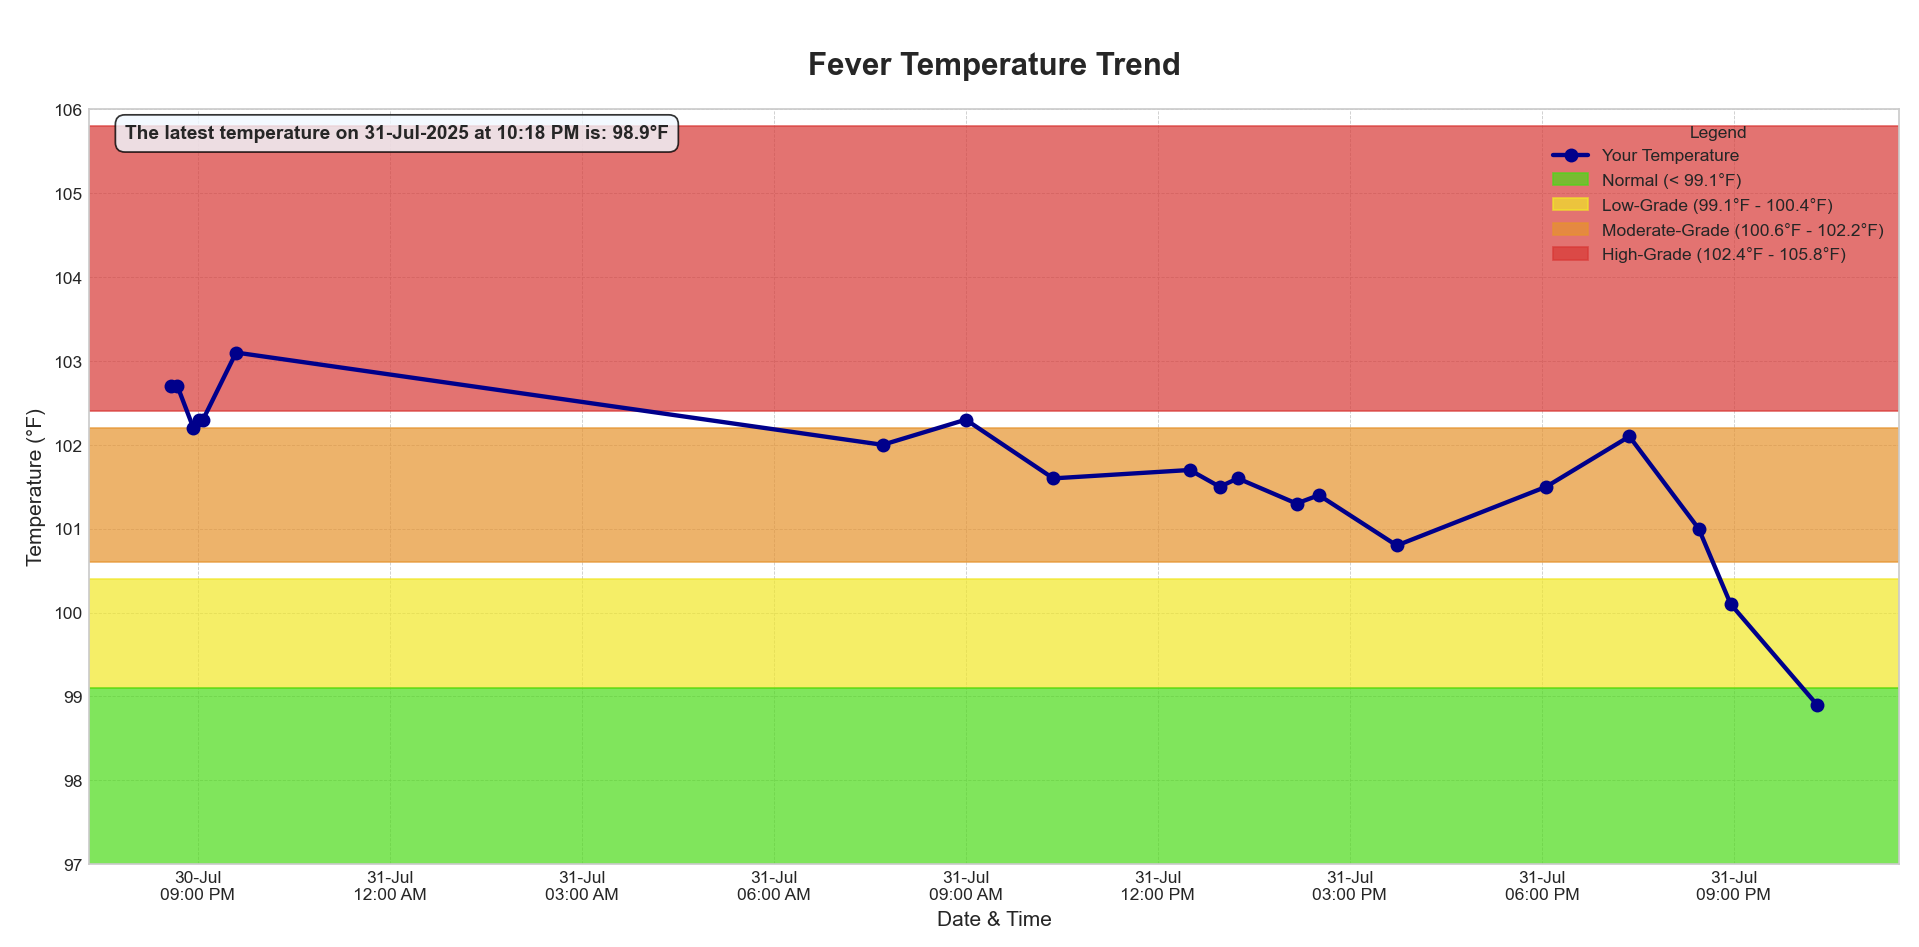 Fever Temperature Trend
The latest temperature on 31-Jul-2025 at 10:18 PM is: 98.9°F
Legend
Your Temperature
Normal (< 99.1°F)
Low-Grade (99.1°F - 100.4°F)
Moderate-Grade (100.6°F - 102.2°F)
High-Grade (102.4°F - 105.8°F)
Temperature (°F)
106
105
104
103
102
101
100
99
98
97
30-Jul
09:00 PM
31-Jul
12:00 AM
31-Jul
03:00 AM
31-Jul
06:00 AM
31-Jul
09:00 AM
31-Jul
12:00 PM
31-Jul
03:00 PM
31-Jul
06:00 PM
31-Jul
09:00 PM
Date & Time